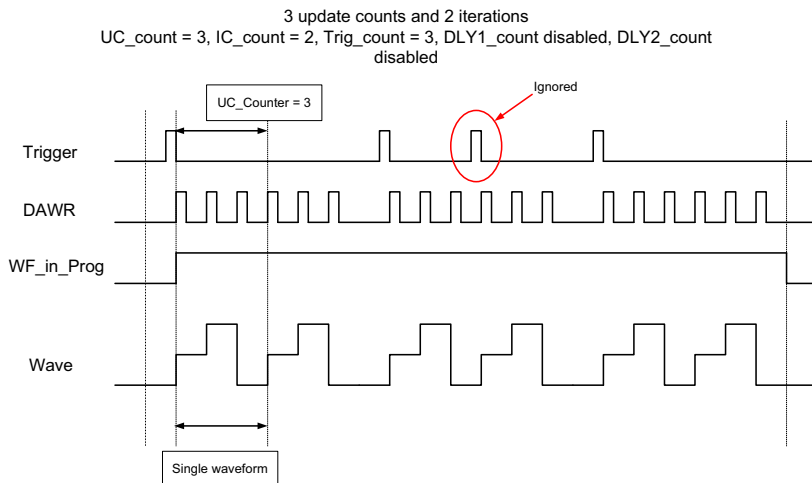 3 update counts and 2 iterations
UC_count = 3, IC_count = 2, Trig_count = 3, DLY1_count disabled, DLY2_count
disabled
Ignored
UC_Counter = 3
Trigger
DAWR
WF_in_Prog
Wave
Single waveform